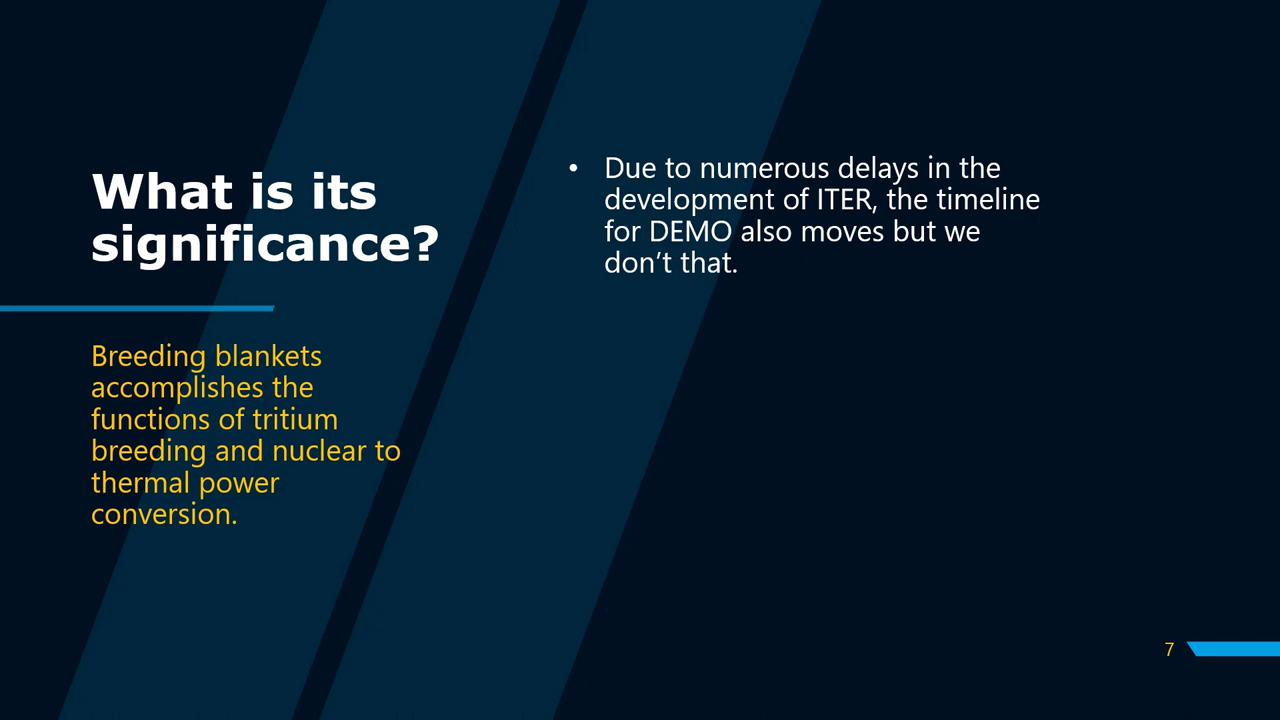 What is its
significance?
Breeding blankets
accomplishes the
functions of tritium
breeding and nuclear to
thermal power
conversion.
• Due to numerous delays in the
development of ITER, the timeline
for DEMO also moves but we
don’t that.
7